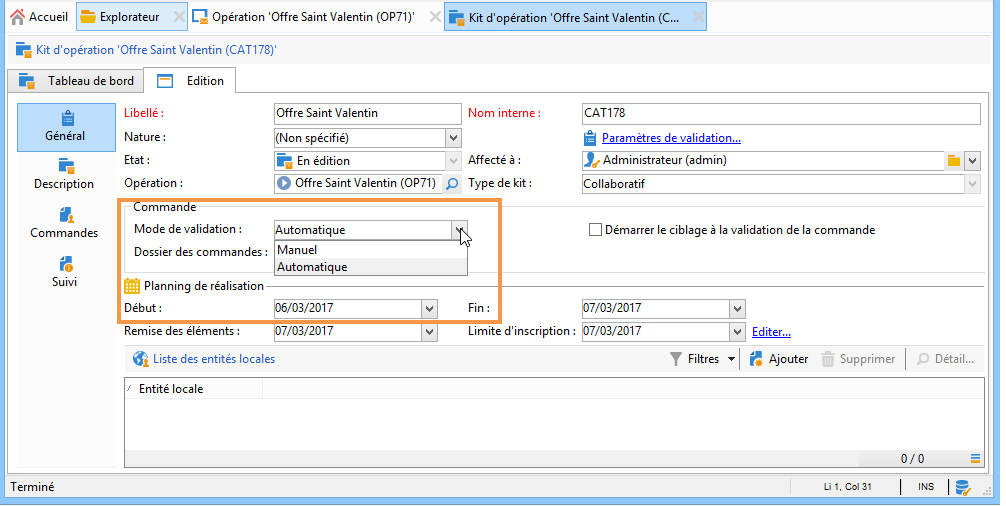 Accueil Explorateur Opération 'Offre Saint Valentin (OP71)' Kit d'opération 'Offre Saint Valentin (C...
Kit d'opération 'Offre Saint Valentin (CAT178)'
Tableau de bord Edition
Général
Description
Commandes
Suivi
Libellé : Offre Saint Valentin Nom interne : CAT178
Nature : (Non spécifié) Paramètres de validation...
Etat : En édition Affecté à : Administrateur (admin)
Opération : Offre Saint Valentin (OP71) Type de kit : Collaboratif
Commande
Mode de validation : Automatique Démarrer le ciblage à la validation de la commande
Dossier des commandes : Manuel
Automatique
Planning de réalisation
Début : 06/03/2017 Fin : 07/03/2017
Remise des éléments : 07/03/2017 Limite d'inscription : 07/03/2017 Editer...
Liste des entités locales Filtres Ajouter Supprimer Détail...
Entité locale
0 / 0
Terminé Li 1, Col 31 INS